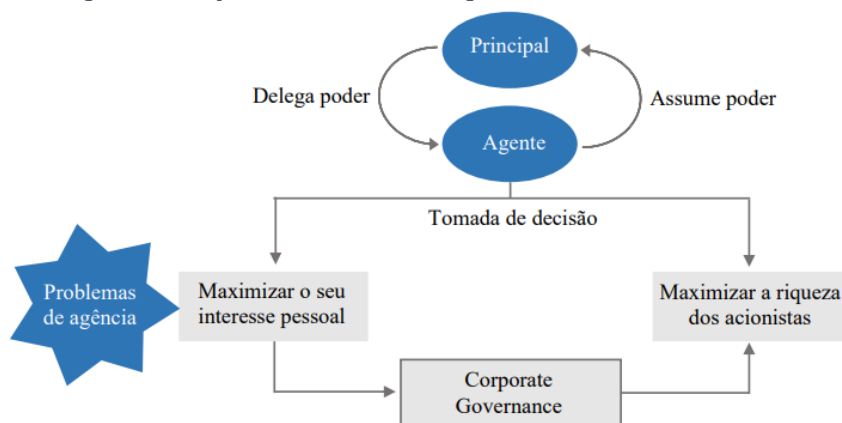 Principal
Delega poder
Assume poder
Agente
Tomada de decisão
Problemas
de agência
Maximizar o seu
interesse pessoal
Maximizar a riqueza
dos acionistas
Corporate
Governance